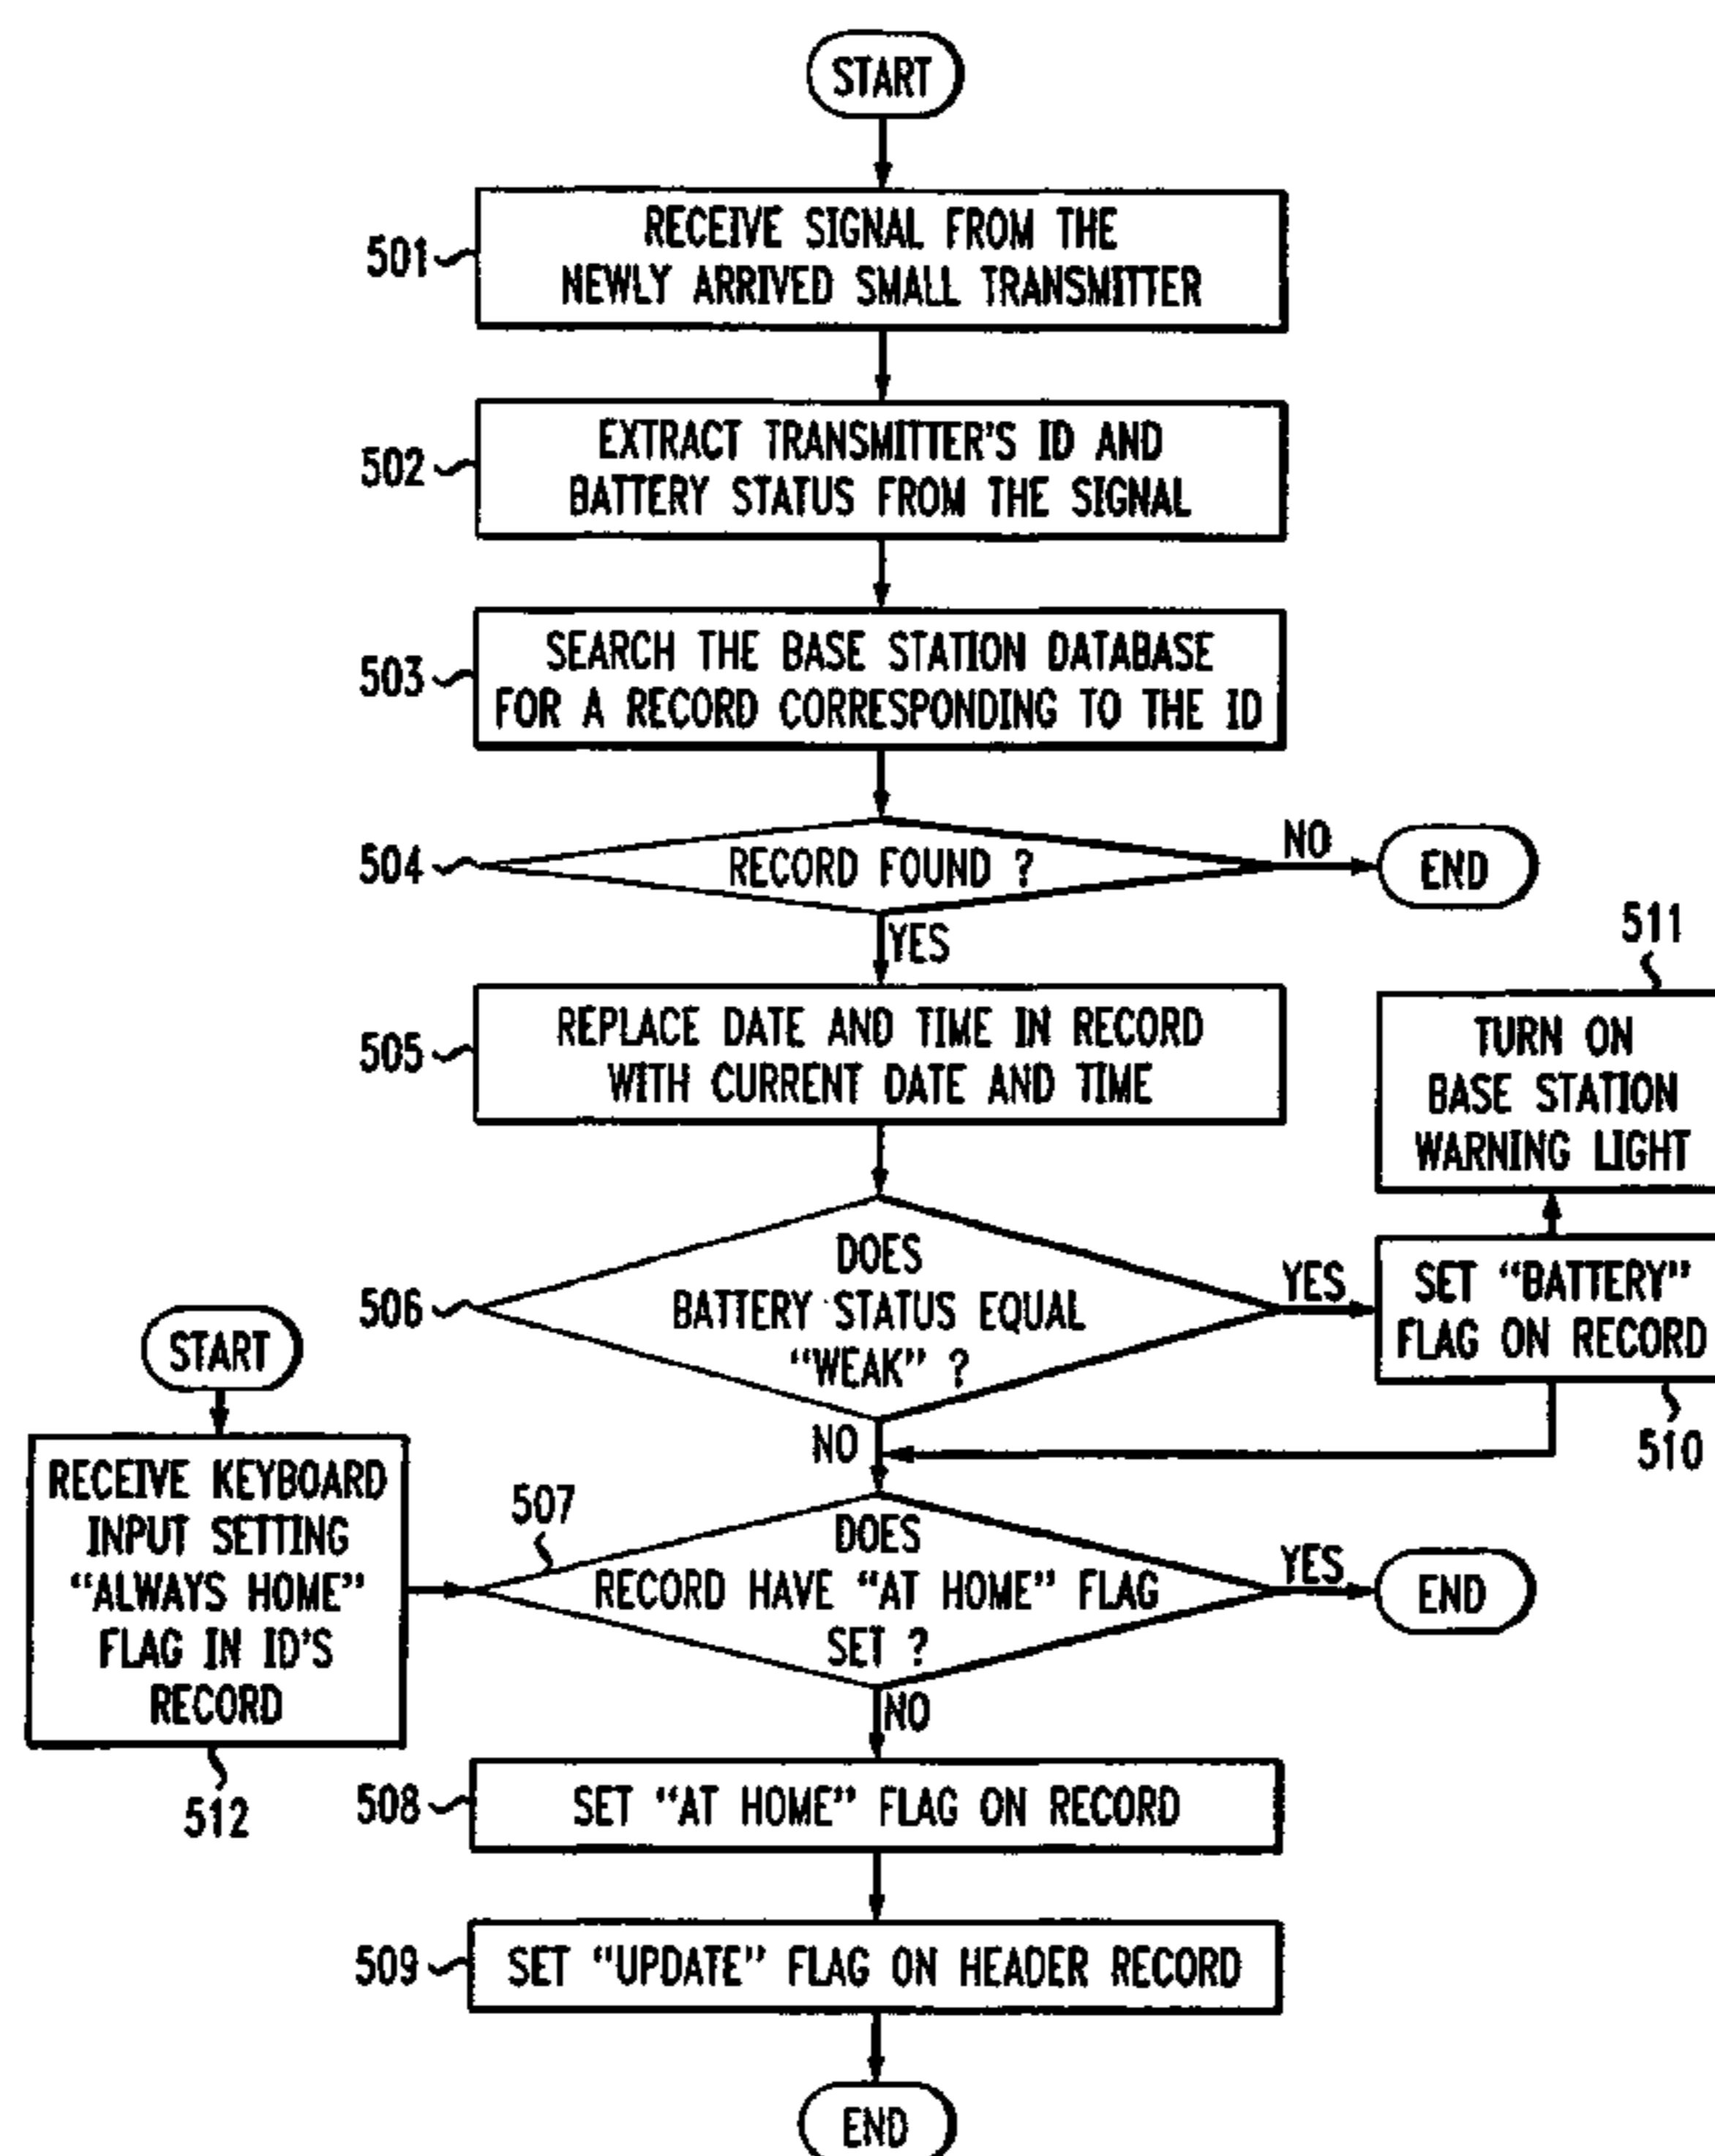 START
501
RECEIVE SIGNAL FROM THE
NEWLY ARRIVED SMALL TRANSMITTER
502
EXTRACT TRANSMITTER'S ID AND
BATTERY STATUS FROM THE SIGNAL
503
SEARCH THE BASE STATION DATABASE
FOR A RECORD CORRESPONDING TO THE ID
504
RECORD FOUND ?
NO
END
YES
505
REPLACE DATE AND TIME IN RECORD
WITH CURRENT DATE AND TIME
511
TURN ON
BASE STATION
WARNING LIGHT
506
DOES
BATTERY STATUS EQUAL
“WEAK” ?
YES
SET “BATTERY”
FLAG ON RECORD
510
NO
START
RECEIVE KEYBOARD
INPUT SETTING
“ALWAYS HOME”
FLAG IN ID'S
RECORD
512
507
DOES
RECORD HAVE “AT HOME” FLAG
SET ?
YES
END
NO
508
SET “AT HOME” FLAG ON RECORD
509
SET “UPDATE” FLAG ON HEADER RECORD
END